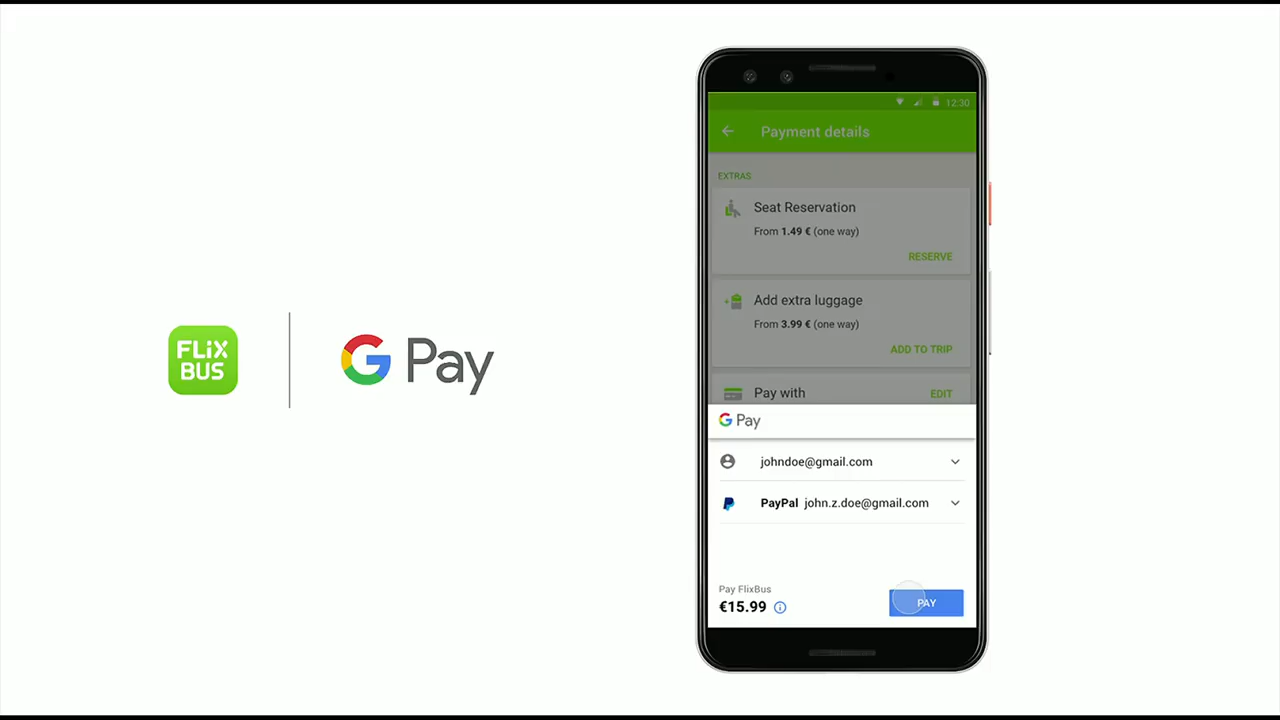 FLiX
BUS
G Pay
12:30
Payment details
EXTRAS
Seat Reservation
From 1.49 € (one way)
RESERVE
Add extra luggage
From 3.99 € (one way)
ADD TO TRIP
Pay with
EDIT
G Pay
johndoe@gmail.com
PayPal john.z.doe@gmail.com
Pay FlixBus
€15.99
PAY